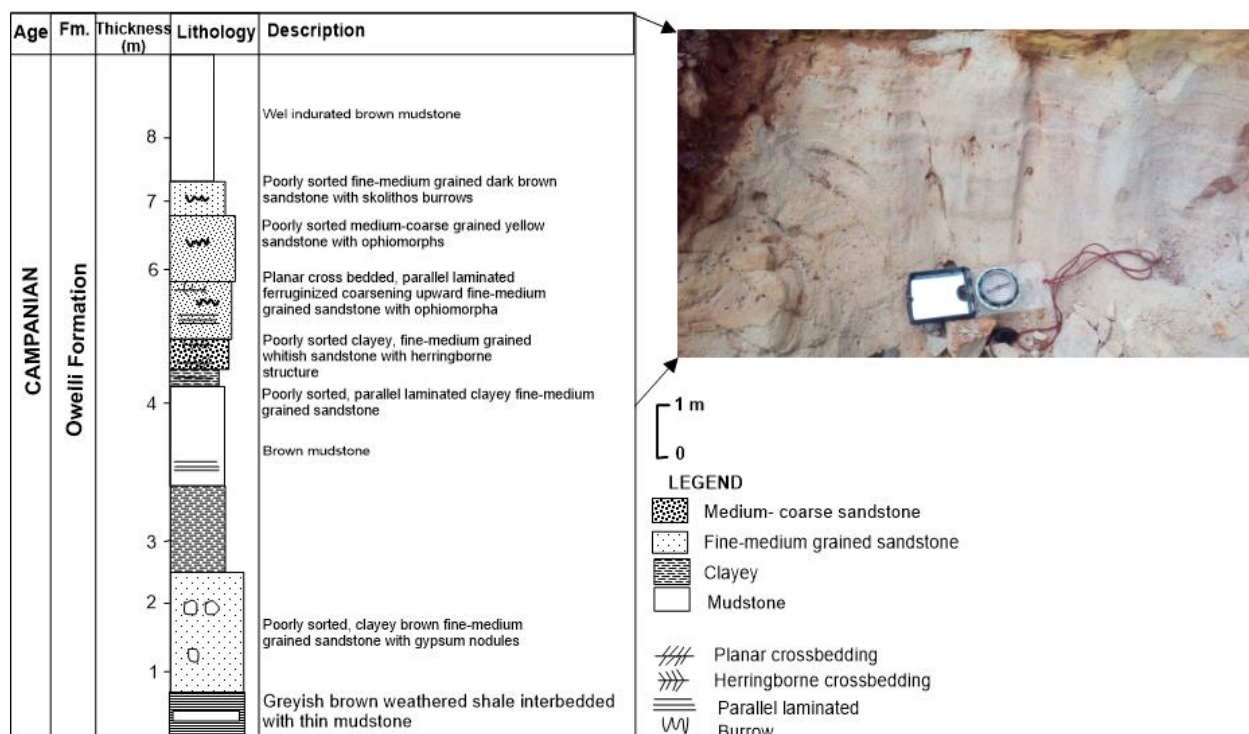 Age Fm. Thickness (m) Lithology Description
CAMPANIAN
Owelli Formation
8
7
6
4
3
2
1
Wel indurated brown mudstone
Poorly sorted fine-medium grained dark brown
sandstone with skolithos burrows
Poorly sorted medium-coarse grained yellow
sandstone with ophiomorphs
Planar cross bedded, parallel laminated
ferruginized coarsening upward fine-medium
grained sandstone with ophiomorpha
Poorly sorted clayey, fine-medium grained
whitish sandstone with herringborne
structure
Poorly sorted, parallel laminated clayey fine-medium
grained sandstone
Brown mudstone
Poorly sorted, clayey brown fine-medium
grained sandstone with gypsum nodules
Greyish brown weathered shale interbedded
with thin mudstone
1 m
0
LEGEND
Medium- coarse sandstone
Fine-medium grained sandstone
Clayey
Mudstone
Planar crossbedding
Herringborne crossbedding
Parallel laminated
Burrow